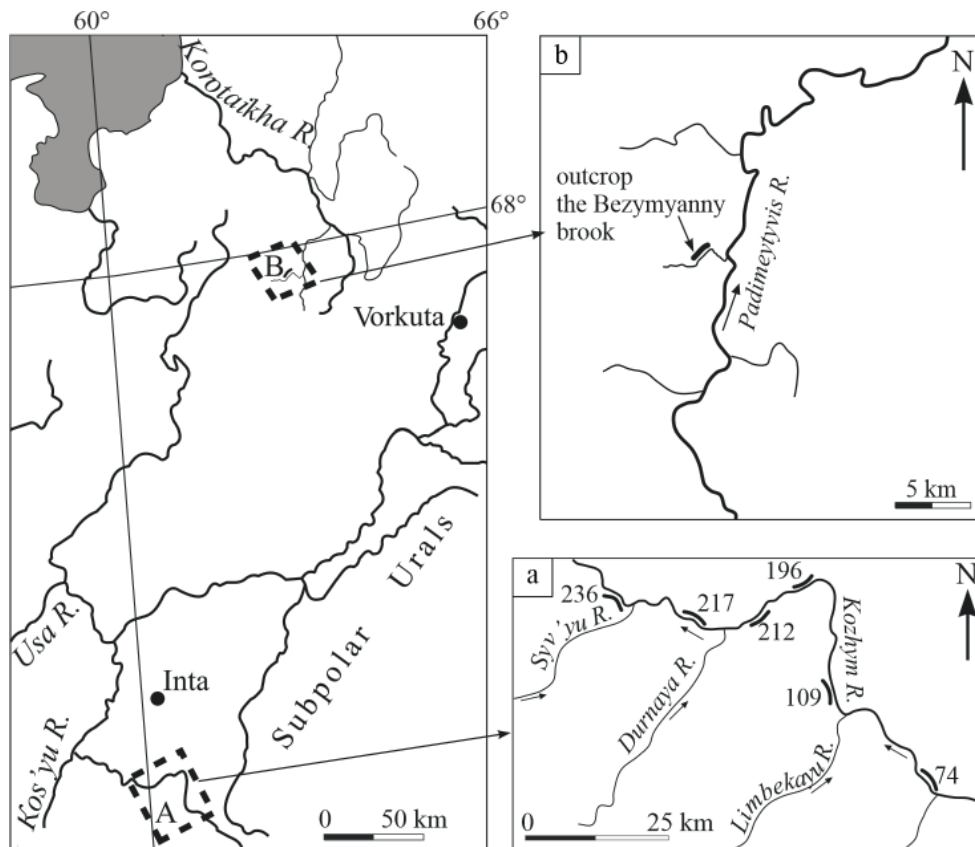 60°
66°
Korotaikha R.
68°
B
Vorkuta
Usa R.
Subpolar Urals
Inta
Kos'yu R.
A
0 50 km
b
N
outcrop
the Bezymyanny
brook
Padimeytyvis R.
5 km
a
N
196
236
217
212
Syv'yu R.
Kozhym R.
109
Durnaya R.
Limbekayu R.
74
0 25 km